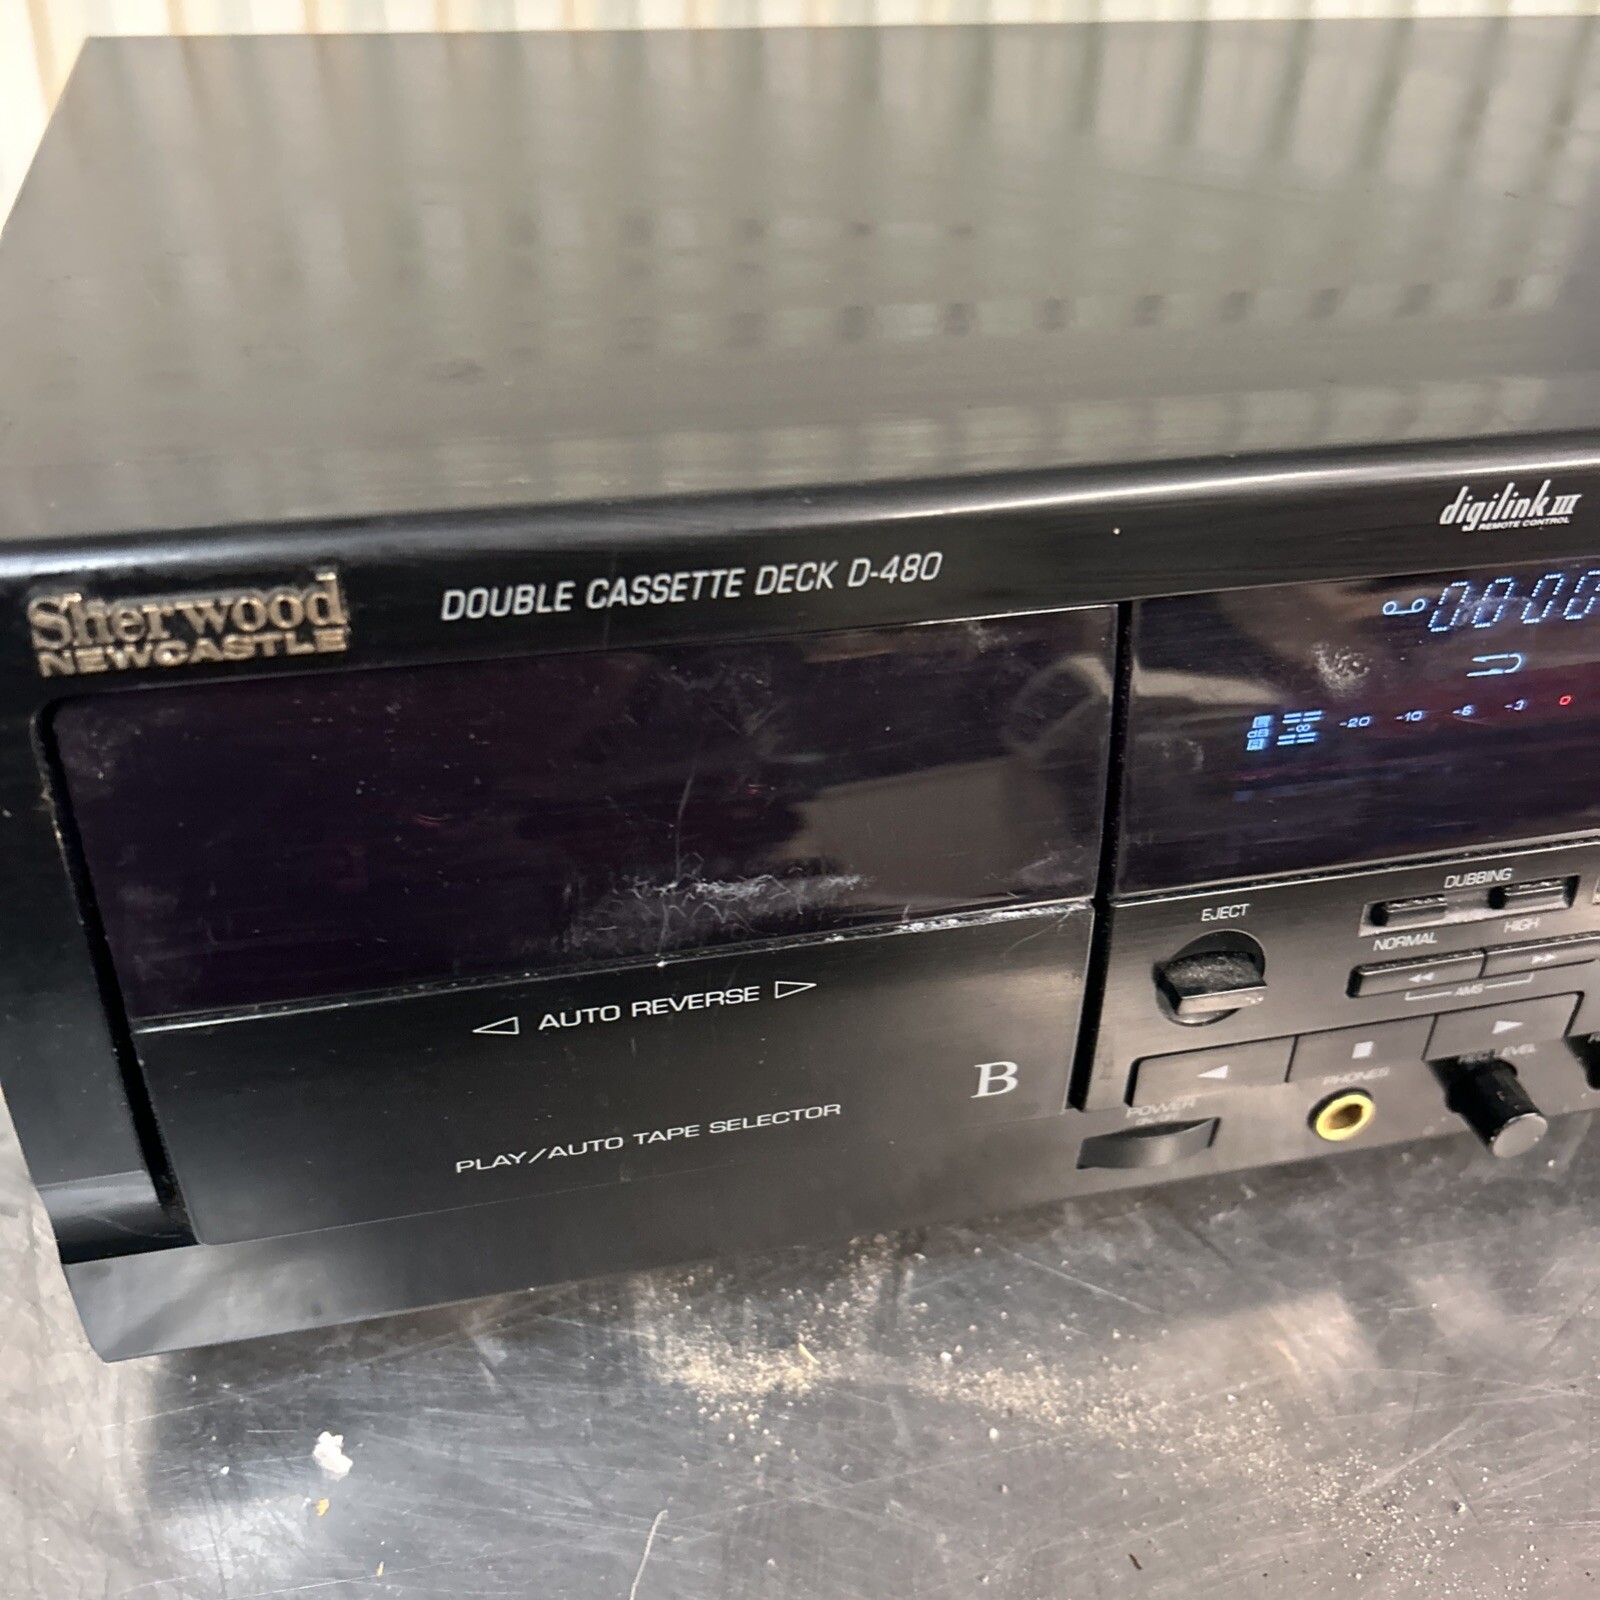 Sherwood
NEWCASTLE
DOUBLE CASSETTE DECK D-480
digilink III
REMOTE CONTROL
dB -∞ -20 -10 -6 -3 0
EJECT
DUBBING
NORMAL HIGH
AMS
AUTO REVERSE
B
PLAY/AUTO TAPE SELECTOR
POWER
PHONES
REC LEVEL